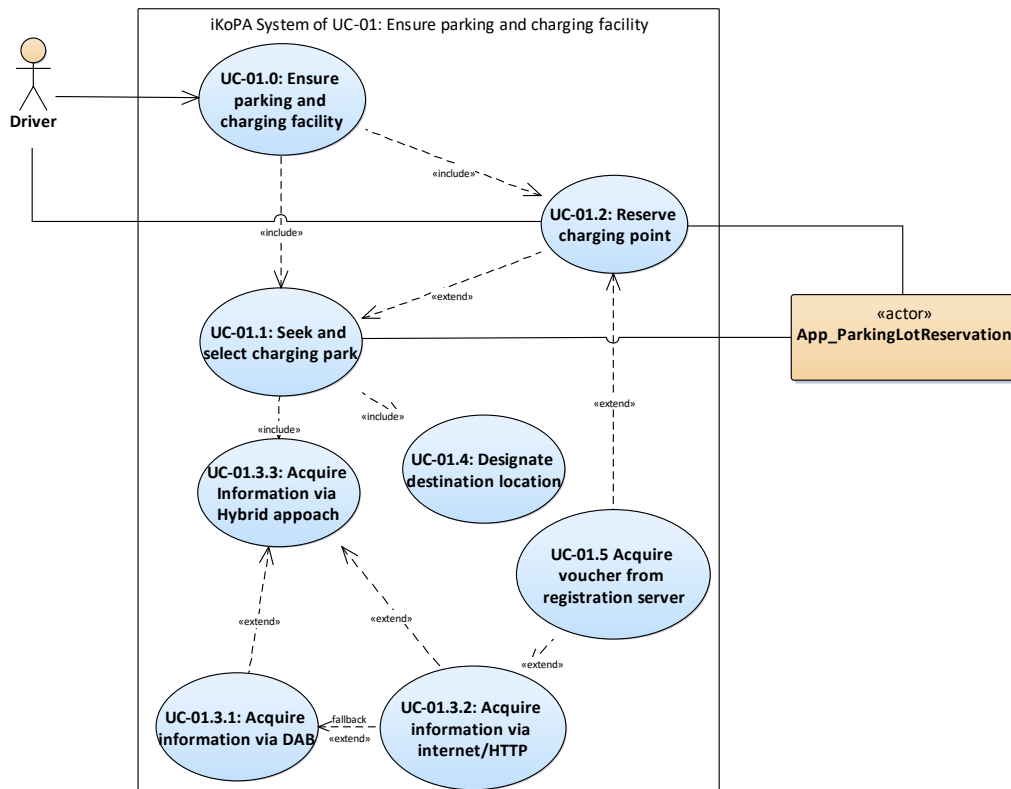 iKoPA System of UC-01: Ensure parking and charging facility
Driver
UC-01.0: Ensure
parking and
charging facility
«include»
UC-01.2: Reserve
charging point
«include»
«extend»
«actor»
App_ParkingLotReservation
UC-01.1: Seek and
select charging park
«extend»
«include»
«include»
UC-01.3.3: Acquire
Information via
Hybrid appoach
UC-01.4: Designate
destination location
UC-01.5 Acquire
voucher from
registration server
«extend»
«extend»
«extend»
UC-01.3.1: Acquire
information via DAB
fallback
«extend»
UC-01.3.2: Acquire
information via
internet/HTTP